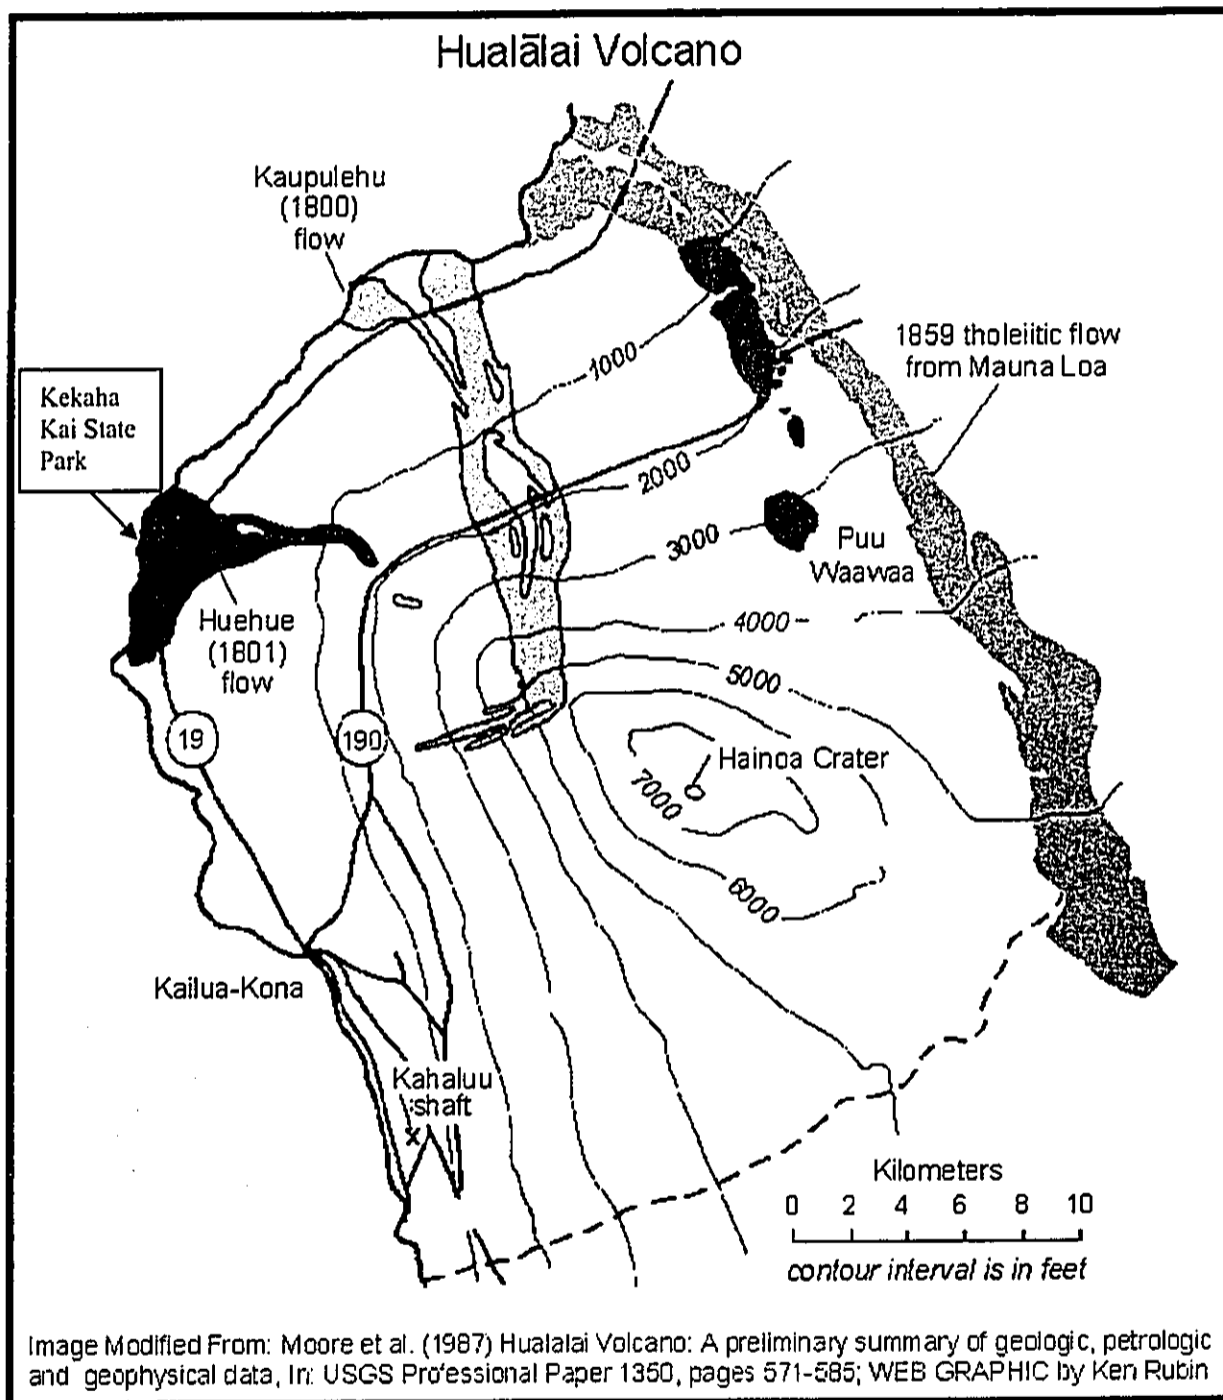 Hualālai Volcano
Kaupulehu
(1800)
flow
1859 tholeiitic flow
from Mauna Loa
1000
Kekaha
Kai State
Park
2000
3000
Puu
Waawaa
Huehue
(1801)
flow
4000
5000
19
190
Hainoa Crater
7000
6000
Kailua-Kona
Kahaluu
shaft
x
Kilometers
0 2 4 6 8 10
contour interval is in feet
Image Modified From: Moore et al. (1987) Hualalai Volcano: A preliminary summary of geologic, petrologic
and geophysical data, In: USGS Professional Paper 1350, pages 571-585; WEB GRAPHIC by Ken Rubin